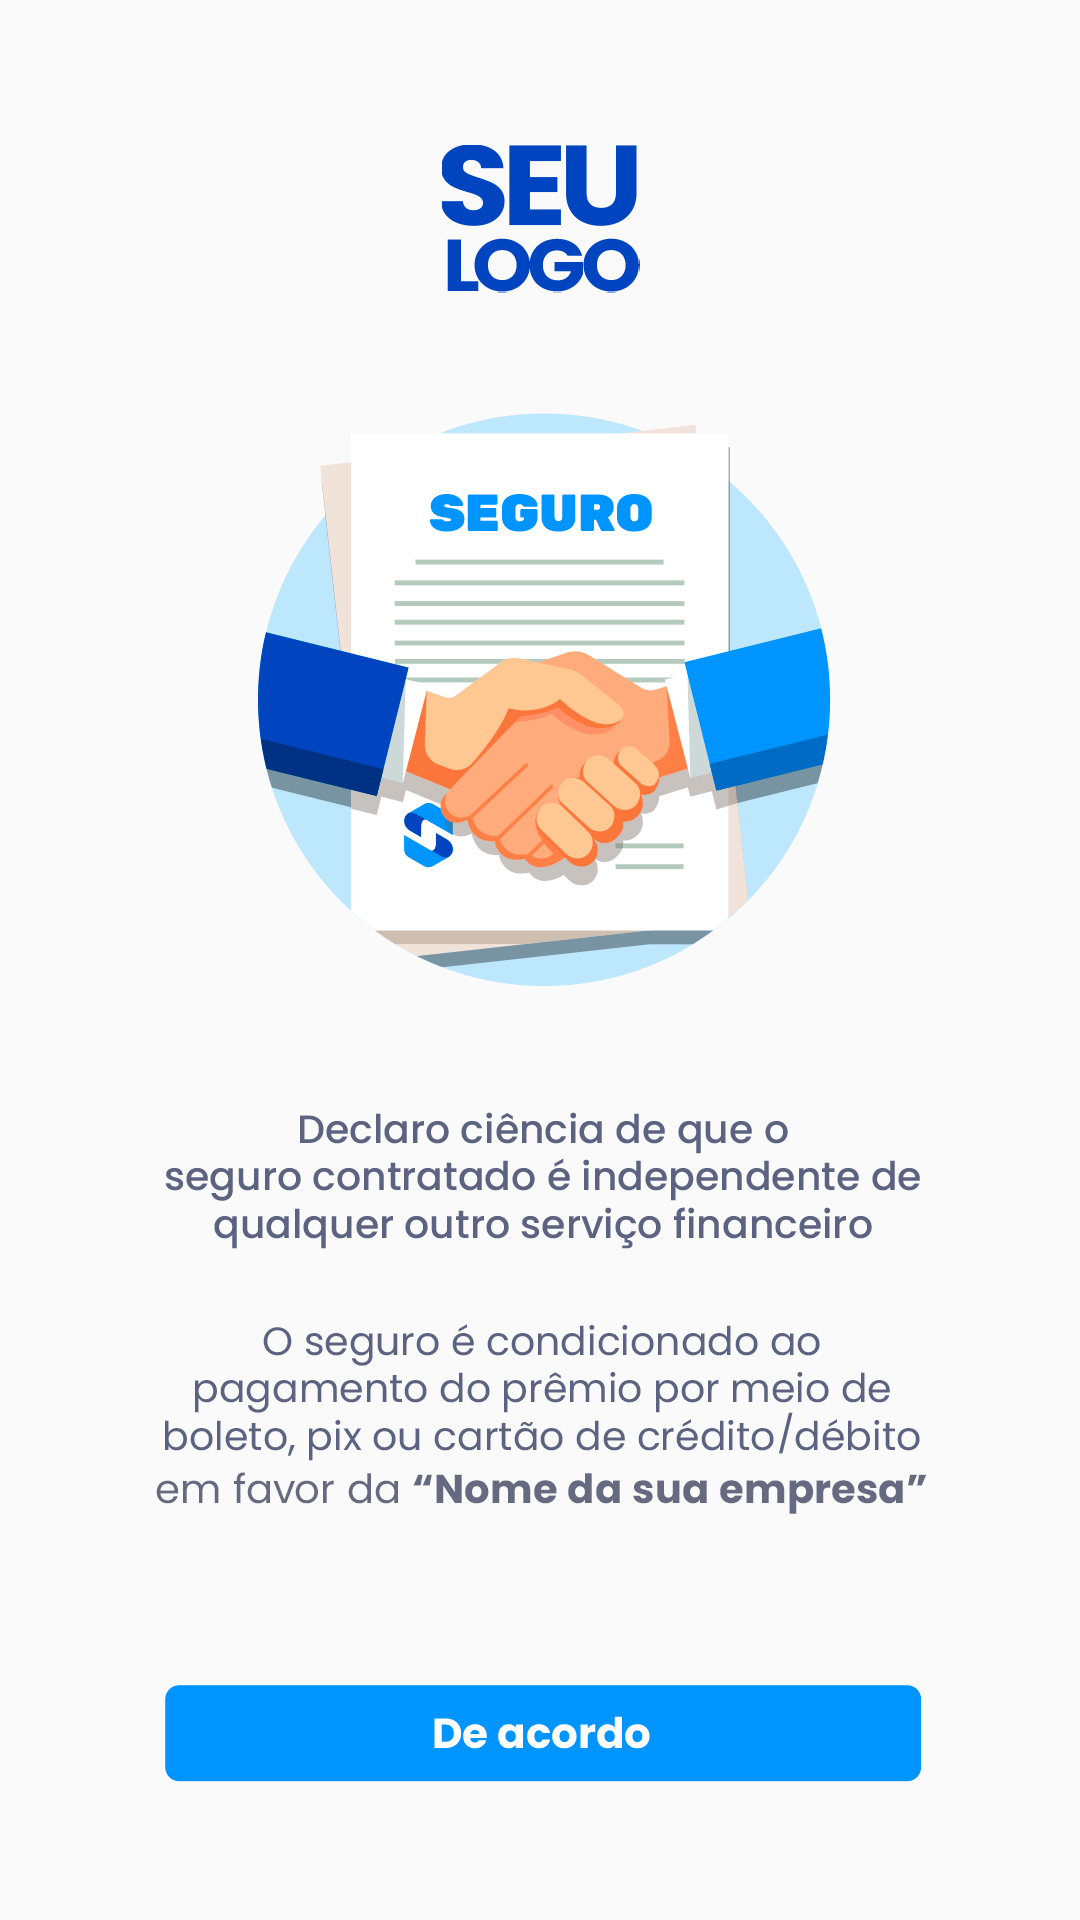 SEU
LOGO
SEGURO
Declaro ciência de que o
seguro contratado é independente de
qualquer outro serviço financeiro
O seguro é condicionado ao
pagamento do prêmio por meio de
boleto, pix ou cartão de crédito/débito
em favor da “Nome da sua empresa”
De acordo